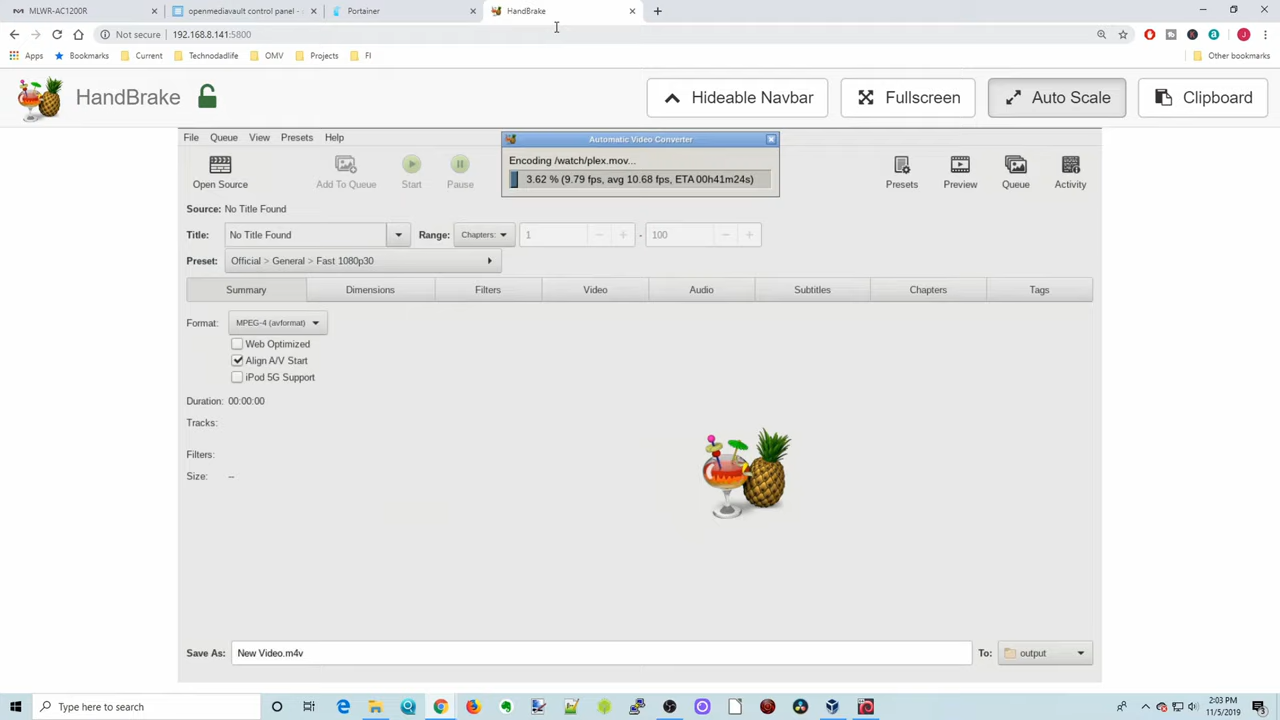 MLWR-AC1200R
openmediavault control panel -
Portainer
HandBrake
Not secure
192.168.8.141:5800
Apps
Bookmarks
Current
Technodadlife
OMV
Projects
FI
Other bookmarks
HandBrake
Hideable Navbar
Fullscreen
Auto Scale
Clipboard
File
Queue
View
Presets
Help
Automatic Video Converter
Encoding /watch/plex.mov...
3.62 % (9.79 fps, avg 10.68 fps, ETA 00h41m24s)
Open Source
Add To Queue
Start
Pause
Presets
Preview
Queue
Activity
Source: No Title Found
Title: No Title Found
Range: Chapters: 1 - 100
Preset: Official > General > Fast 1080p30
Summary
Dimensions
Filters
Video
Audio
Subtitles
Chapters
Tags
Format: MPEG-4 (avformat)
Web Optimized
Align A/V Start
iPod 5G Support
Duration: 00:00:00
Tracks:
Filters:
Size: --
Save As: New Video.m4v
To: output
Type here to search
2:03 PM
11/5/2019
3